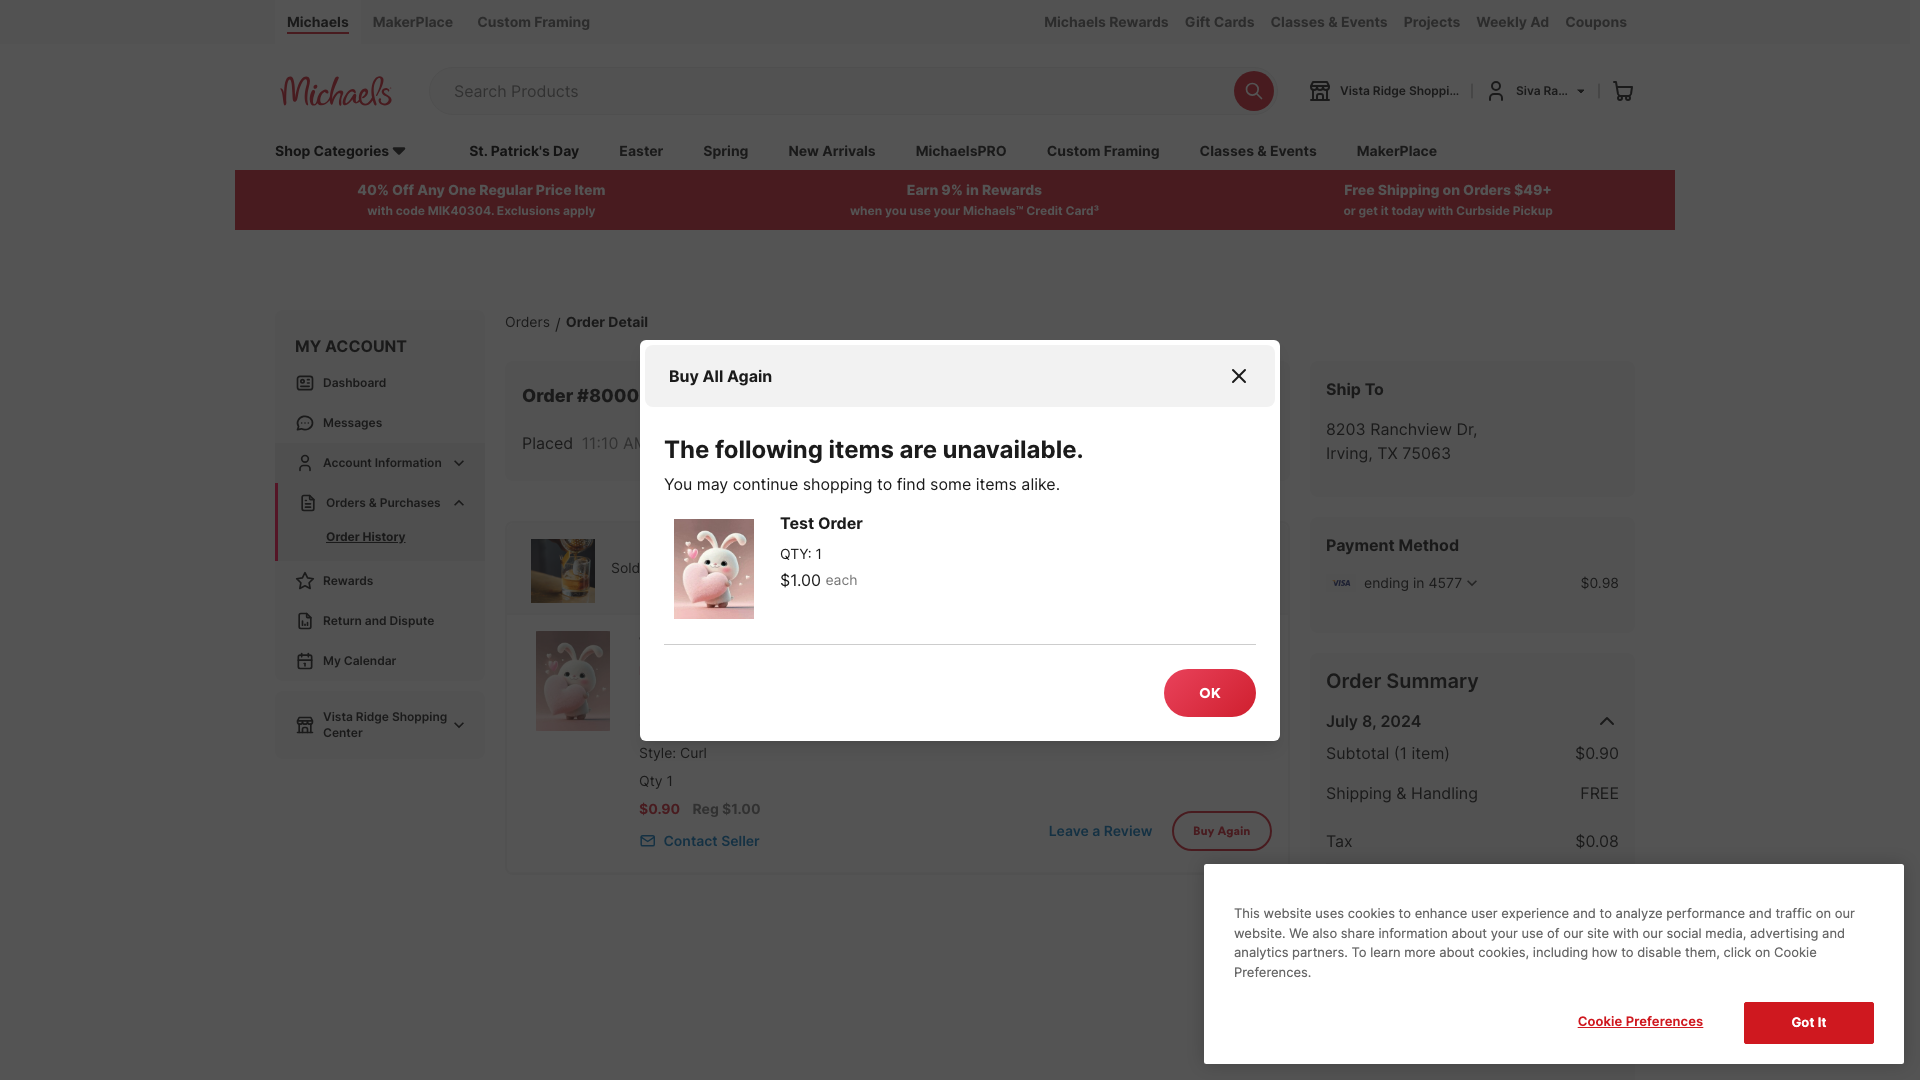 Michaels
MakerPlace
Custom Framing
Michaels Rewards
Gift Cards
Classes & Events
Projects
Weekly Ad
Coupons
Michaels
Search Products
Vista Ridge Shoppi...
Siva Ra...
Shop Categories
St. Patrick's Day
Easter
Spring
New Arrivals
MichaelsPRO
Custom Framing
Classes & Events
MakerPlace
40% Off Any One Regular Price Item
with code MIK40304. Exclusions apply
Earn 9% in Rewards
when you use your Michaels™ Credit Card³
Free Shipping on Orders $49+
or get it today with Curbside Pickup
MY ACCOUNT
Dashboard
Messages
Account Information
Orders & Purchases
Order History
Rewards
Return and Dispute
My Calendar
Vista Ridge Shopping
Center
Orders / Order Detail
Order #8000
Placed 11:10 AM
Sold
Buy All Again
The following items are unavailable.
You may continue shopping to find some items alike.
Test Order
QTY: 1
$1.00 each
OK
Style: Curl
Qty 1
$0.90 Reg $1.00
Contact Seller
Leave a Review
Buy Again
Ship To
8203 Ranchview Dr,
Irving, TX 75063
Payment Method
VISA ending in 4577 $0.98
Order Summary
July 8, 2024
Subtotal (1 item) $0.90
Shipping & Handling FREE
Tax $0.08
This website uses cookies to enhance user experience and to analyze performance and traffic on our
website. We also share information about your use of our site with our social media, advertising and
analytics partners. To learn more about cookies, including how to disable them, click on Cookie
Preferences.
Cookie Preferences
Got It